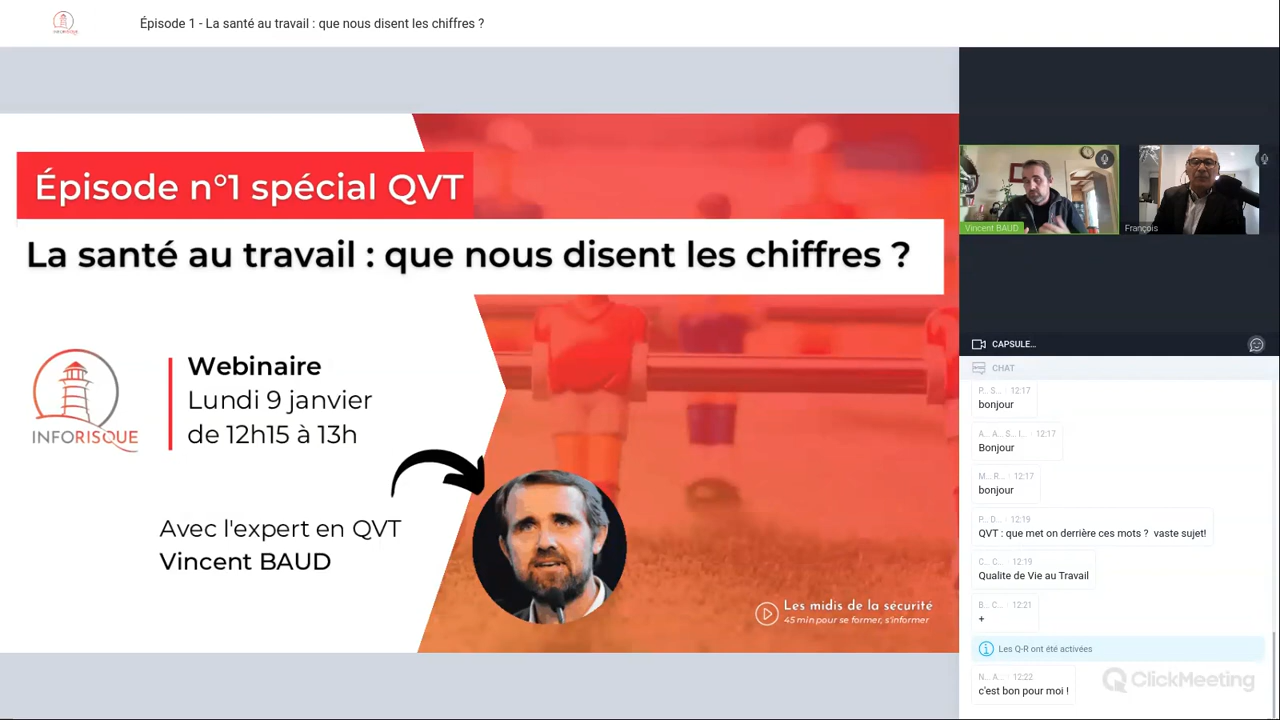 INFORISQUE
Épisode 1 - La santé au travail : que nous disent les chiffres ?
Épisode n°1 spécial QVT
La santé au travail : que nous disent les chiffres ?
INFORISQUE
Webinaire
Lundi 9 janvier
de 12h15 à 13h
Avec l'expert en QVT
Vincent BAUD
Les midis de la sécurité
45 min pour se former, s'informer
Vincent BAUD
François
CAPSULE...
CHAT
P... S... 12:17
bonjour
A... A... S... I... 12:17
Bonjour
M... R... 12:17
bonjour
P... D... 12:19
QVT : que met on derrière ces mots ? vaste sujet!
C... C... 12:19
Qualite de Vie au Travail
B... C... 12:21
+
Les Q-R ont été activées
N... A... 12:22
c'est bon pour moi !
ClickMeeting